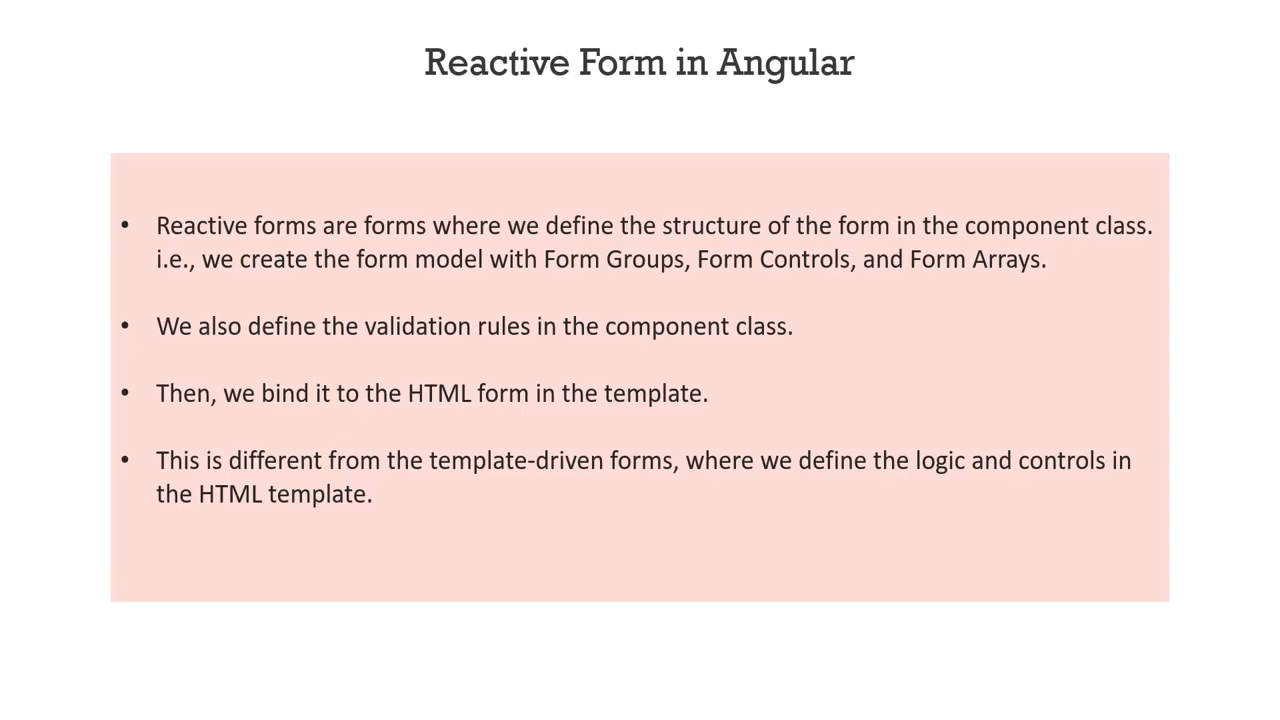 Reactive Form in Angular
• Reactive forms are forms where we define the structure of the form in the component class.
i.e., we create the form model with Form Groups, Form Controls, and Form Arrays.
• We also define the validation rules in the component class.
• Then, we bind it to the HTML form in the template.
• This is different from the template-driven forms, where we define the logic and controls in
the HTML template.